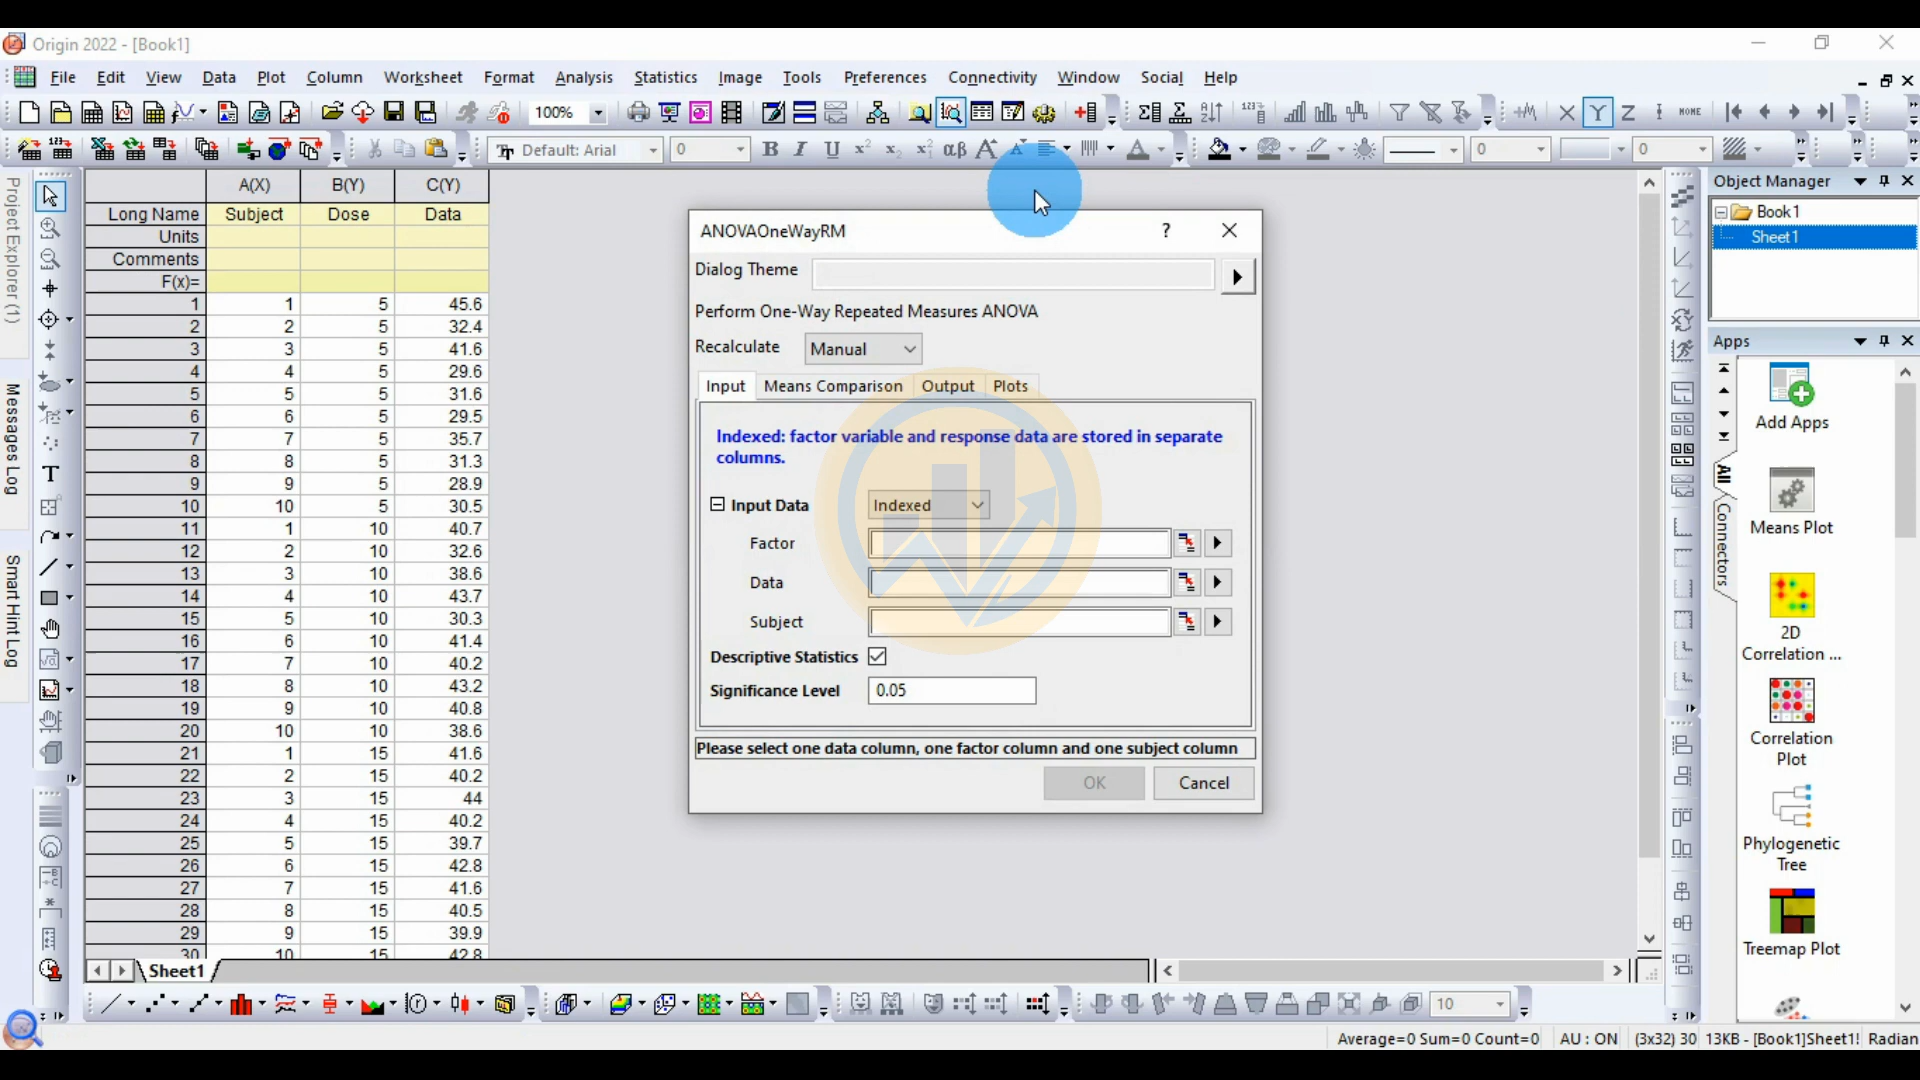 Origin 2022 - [Book1]
File Edit View Data Plot Column Worksheet Format Analysis Statistics Image Tools Preferences Connectivity Window Social Help
100%
Default: Arial 0 B I U αβ A A 0 0
Project Explorer (1)
Messages Log
Smart Hint Log
A(X) B(Y) C(Y)
Long Name Subject Dose Data
Units
Comments
F(x)=
1 1 5 45.6
2 2 5 32.4
3 3 5 41.6
4 4 5 29.6
5 5 5 31.6
6 6 5 29.5
7 7 5 35.7
8 8 5 31.3
9 9 5 28.9
10 10 5 30.5
11 1 10 40.7
12 2 10 32.6
13 3 10 38.6
14 4 10 43.7
15 5 10 30.3
16 6 10 41.4
17 7 10 40.2
18 8 10 43.2
19 9 10 40.8
20 10 10 38.6
21 1 15 41.6
22 2 15 40.2
23 3 15 44
24 4 15 40.2
25 5 15 39.7
26 6 15 42.8
27 7 15 41.6
28 8 15 40.5
29 9 15 39.9
30 10 15 42.8
Sheet1
ANOVAOneWayRM ?
Dialog Theme
Perform One-Way Repeated Measures ANOVA
Recalculate Manual
Input Means Comparison Output Plots
Indexed: factor variable and response data are stored in separate
columns.
Input Data Indexed
Factor
Data
Subject
Descriptive Statistics
Significance Level 0.05
Please select one data column, one factor column and one subject column
OK Cancel
Object Manager
Book1
Sheet1
Apps
All
Connectors
Add Apps
Means Plot
2D
Correlation ...
Correlation
Plot
Phylogenetic
Tree
Treemap Plot
10
Average=0 Sum=0 Count=0 AU : ON (3x32) 30 13KB - [Book1]Sheet1! Radian